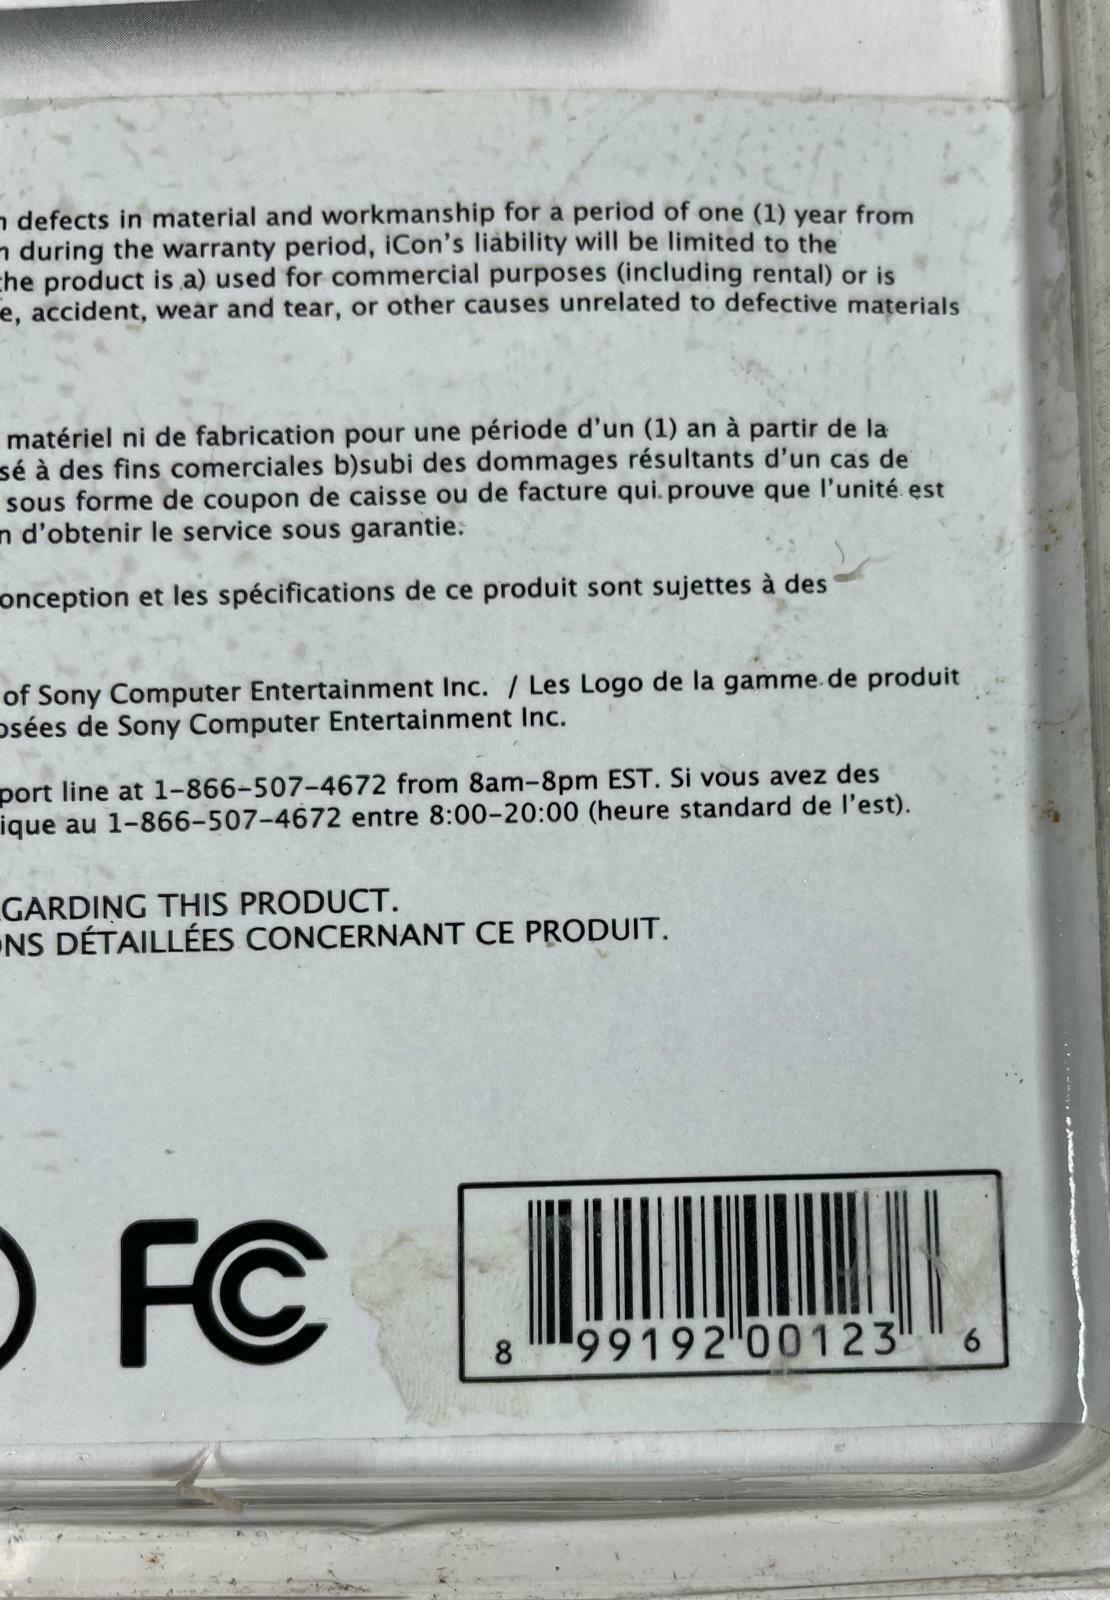 defects in material and workmanship for a period of one (1) year from
during the warranty period, iCon's liability will be limited to the
the product is a) used for commercial purposes (including rental) or is
e, accident, wear and tear, or other causes unrelated to defective materials
matériel ni de fabrication pour une période d'un (1) an à partir de la
sé à des fins comerciales b)subi des dommages résultants d'un cas de
sous forme de coupon de caisse ou de facture qui prouve que l'unité est
n d'obtenir le service sous garantie.
onception et les spécifications de ce produit sont sujettes à des
of Sony Computer Entertainment Inc. / Les Logo de la gamme de produit
osées de Sony Computer Entertainment Inc.
port line at 1-866-507-4672 from 8am-8pm EST. Si vous avez des
ique au 1-866-507-4672 entre 8:00-20:00 (heure standard de l'est).
GARDING THIS PRODUCT.
ONS DÉTAILLÉES CONCERNANT CE PRODUIT.
FC
8 99192 00123 6